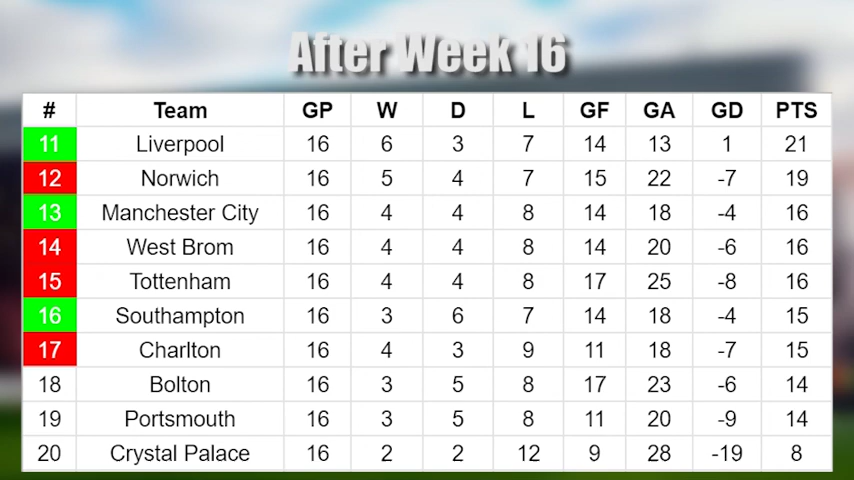 After Week 16
# Team GP W D L GF GA GD PTS
11 Liverpool 16 6 3 7 14 13 1 21
12 Norwich 16 5 4 7 15 22 -7 19
13 Manchester City 16 4 4 8 14 18 -4 16
14 West Brom 16 4 4 8 14 20 -6 16
15 Tottenham 16 4 4 8 17 25 -8 16
16 Southampton 16 3 6 7 14 18 -4 15
17 Charlton 16 4 3 9 11 18 -7 15
18 Bolton 16 3 5 8 17 23 -6 14
19 Portsmouth 16 3 5 8 11 20 -9 14
20 Crystal Palace 16 2 2 12 9 28 -19 8